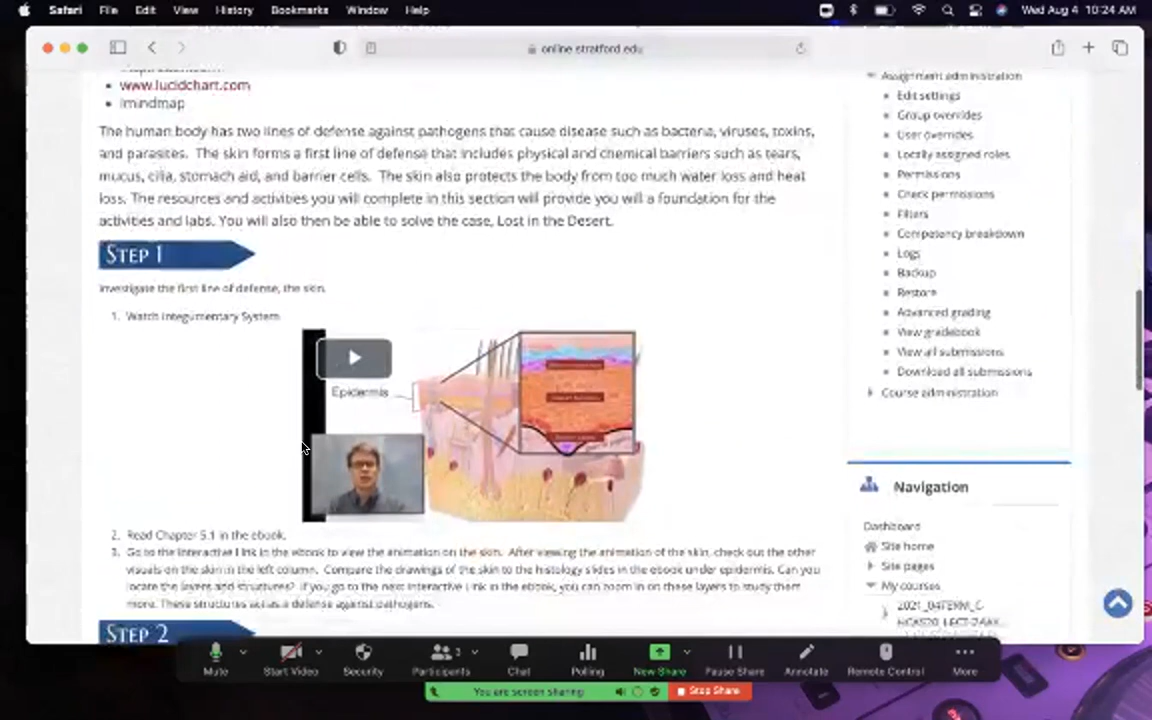 Safari File Edit View History Bookmarks Window Help Wed Aug 4 10:24 AM
online.stratford.edu
www.lucidchart.com
imindmap
The human body has two lines of defense against pathogens that cause disease such as bacteria, viruses, toxins,
and parasites. The skin forms a first line of defense that includes physical and chemical barriers such as tears,
mucus, cilia, stomach aid, and barrier cells. The skin also protects the body from too much water loss and heat
loss. The resources and activities you will complete in this section will provide you will a foundation for the
activities and labs. You will also then be able to solve the case, Lost in the Desert.
STEP 1
Investigate the first line of defense, the skin.
1. Watch Integumentary System
Epidermis
2. Read Chapter 5.1 in the ebook.
3. Go to the Interactive Link in the ebook to view the animation on the skin. After viewing the animation of the skin, check out the other
visuals on the skin in the left column. Compare the drawings of the skin to the histology slides in the ebook under epidermis. Can you
locate the layers and structures? If you go to the next Interactive Link in the ebook, you can zoom in on these layers to study them
more. These structures act as a defense against pathogens.
STEP 2
Assignment administration
Edit settings
Group overrides
User overrides
Locally assigned roles
Permissions
Check permissions
Filters
Competency breakdown
Logs
Backup
Restore
Advanced grading
View gradebook
View all submissions
Download all submissions
Course administration
Navigation
Dashboard
Site home
Site pages
My courses
2021_04TERM_C-
Mute Start Video Security Participants 3 Chat Polling New Share Pause Share Annotate Remote Control More
You are screen sharing Stop Share